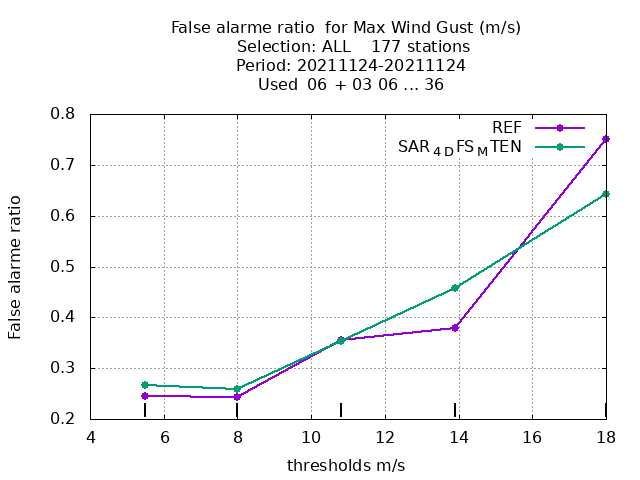 False alarme ratio  for Max Wind Gust (m/s)
Selection: ALL    177 stations
Period: 20211124-20211124
Used  06 + 03 06 ... 36
REF
SAR4DFSMTEN
False alarme ratio
0.8
0.7
0.6
0.5
0.4
0.3
0.2
4 6 8 10 12 14 16 18
thresholds m/s